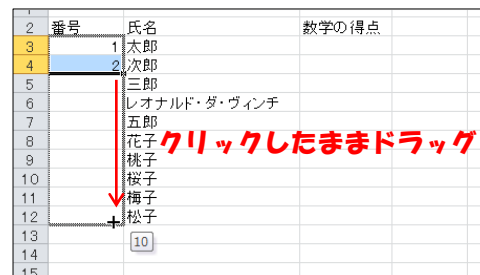 2 番号 氏名 数学の得点
3 1 太郎
4 2 次郎
5 三郎
6 レオナルド・ダ・ヴィンチ
7 五郎
8 花子
クリックしたままドラッグ
9 桃子
10 桜子
11 梅子
12 松子
13 10
14
15